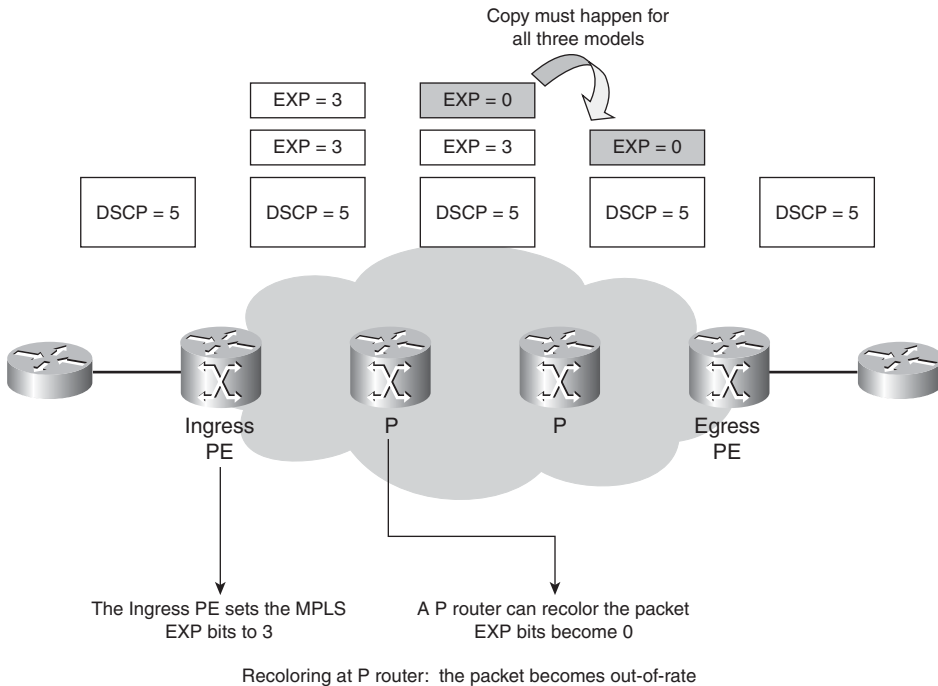 Copy must happen for
all three models
EXP = 3
EXP = 0
EXP = 3
EXP = 3
EXP = 0
DSCP = 5
DSCP = 5
DSCP = 5
DSCP = 5
DSCP = 5
Ingress
PE
P
P
Egress
PE
The Ingress PE sets the MPLS
EXP bits to 3
A P router can recolor the packet
EXP bits become 0
Recoloring at P router: the packet becomes out-of-rate